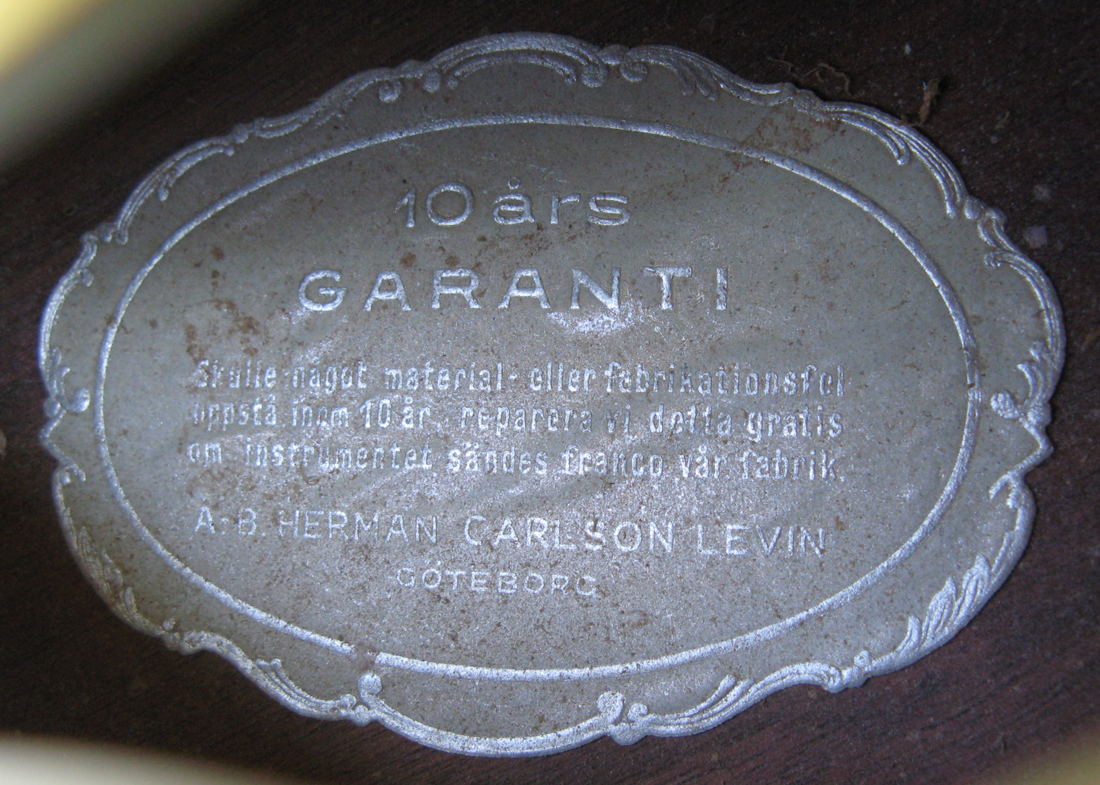 10 års
GARANTI
Skulle något material- eller fabrikationsfel
uppstå inom 10 år, reparera vi detta gratis
om instrumentet sändes franco vår fabrik.
A.-B. HERMAN CARLSON LEVIN
GÖTEBORG